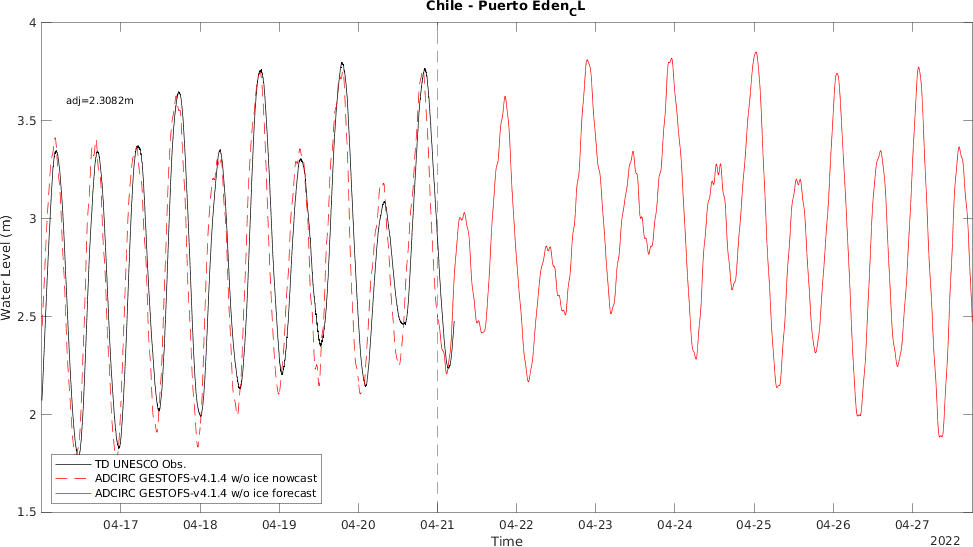 Chile - Puerto Eden_CL
4
3.5
3
2.5
2
1.5
Water Level (m)
adj=2.3082m
TD UNESCO Obs.
ADCIRC GESTOFS-v4.1.4 w/o ice nowcast
ADCIRC GESTOFS-v4.1.4 w/o ice forecast
04-17 04-18 04-19 04-20 04-21 04-22 04-23 04-24 04-25 04-26 04-27
Time
2022